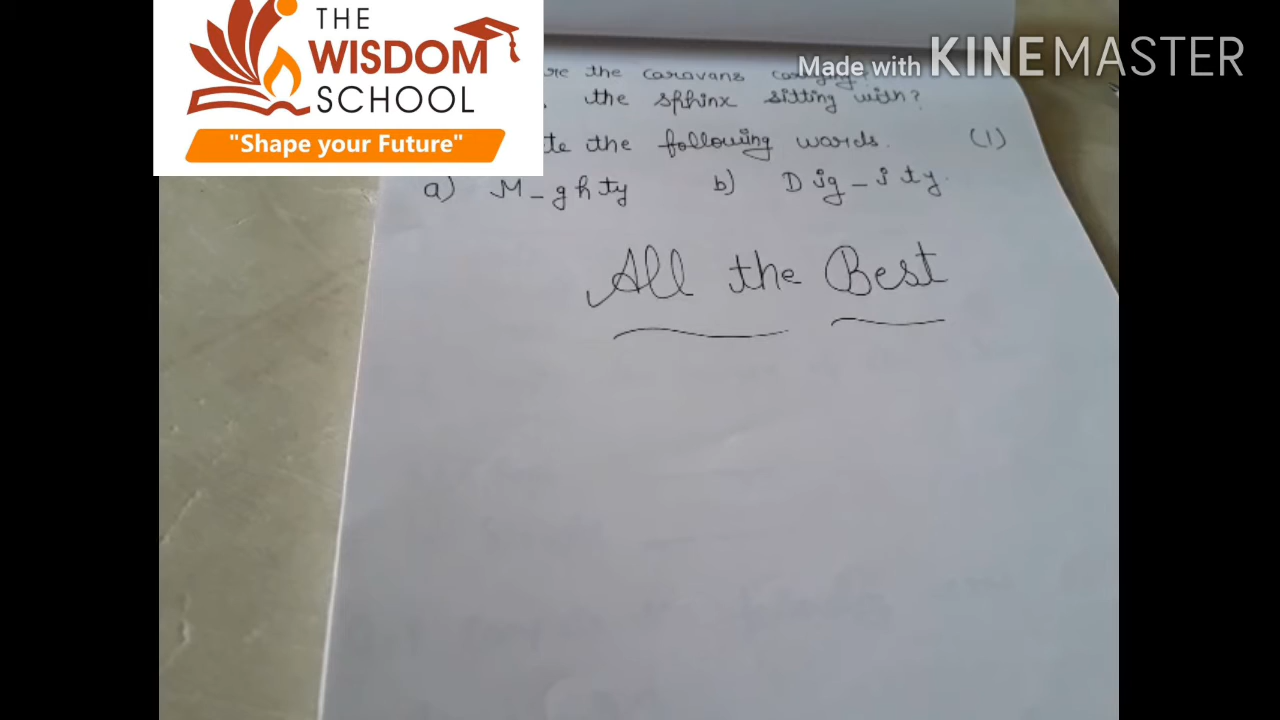 THE
WISDOM
SCHOOL
"Shape your Future"
Made with KINEMASTER
the caravans
the sphinx sitting with?
the following words. (1)
a) M_ghty b) Dig_ity.
All the Best